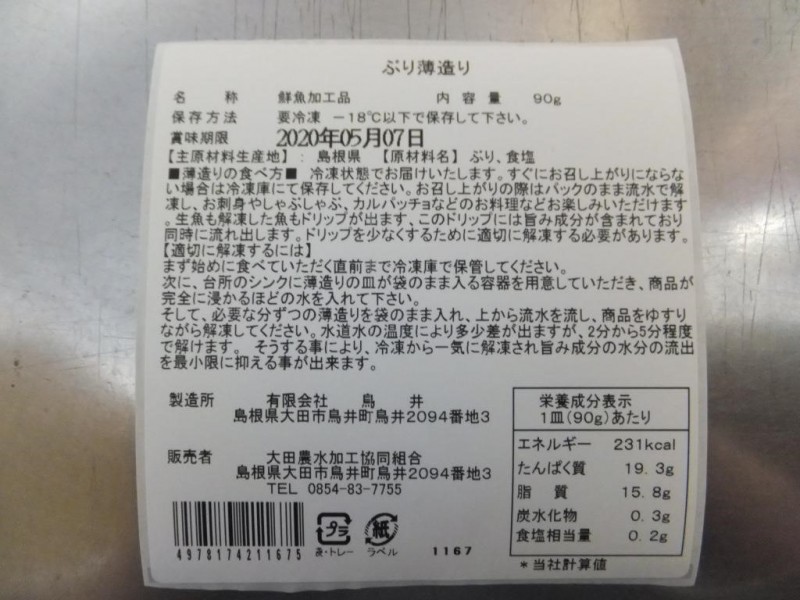 ぶり薄造り
名　称　鮮魚加工品　内容量　90g
保存方法　要冷凍　－18℃以下で保存して下さい。
賞味期限　2020年05月07日
【主原材料生産地】：島根県　【原材料名】ぶり、食塩
■薄造りの食べ方■　冷凍状態でお届けいたします。すぐにお召し上がりにならな
い場合は冷凍庫にて保存してください。お召し上がりの際はパックのまま流水で解
凍し、お刺身やしゃぶしゃぶ、カルパッチョなどのお料理などお楽しみいただけます
。生魚も解凍した魚もドリップが出ます、このドリップには旨み成分が含まれており
同時に流れ出します。ドリップを少なくするために適切に解凍する必要があります。
【適切に解凍するには】
まず始めに食べていただく直前まで冷凍庫で保管してください。
次に、台所のシンクに薄造りの皿が袋のまま入る容器を用意していただき、商品が
完全に浸かるほどの水を入れて下さい。
そして、必要な分ずつの薄造りを袋のまま入れ、上から流水を流し、商品をゆすり
ながら解凍してください。水道水の温度により多少差が出ますが、2分から5分程度
で解けます。　そうする事により、冷凍から一気に解凍され旨み成分の水分の流出
を最小限に抑える事が出来ます。
製造所　有限会社　鳥　井
島根県大田市鳥井町鳥井2094番地3
販売者　大田農水加工協同組合
島根県大田市鳥井町鳥井2094番地3
TEL 0854-83-7755
栄養成分表示
1皿(90g)あたり
エネルギー　231kcal
たんぱく質　19.3g
脂　質　15.8g
炭水化物　0.3g
食塩相当量　0.2g
＊当社計算値
4978174211675
プラ
袋・トレー
紙
ラベル
1167